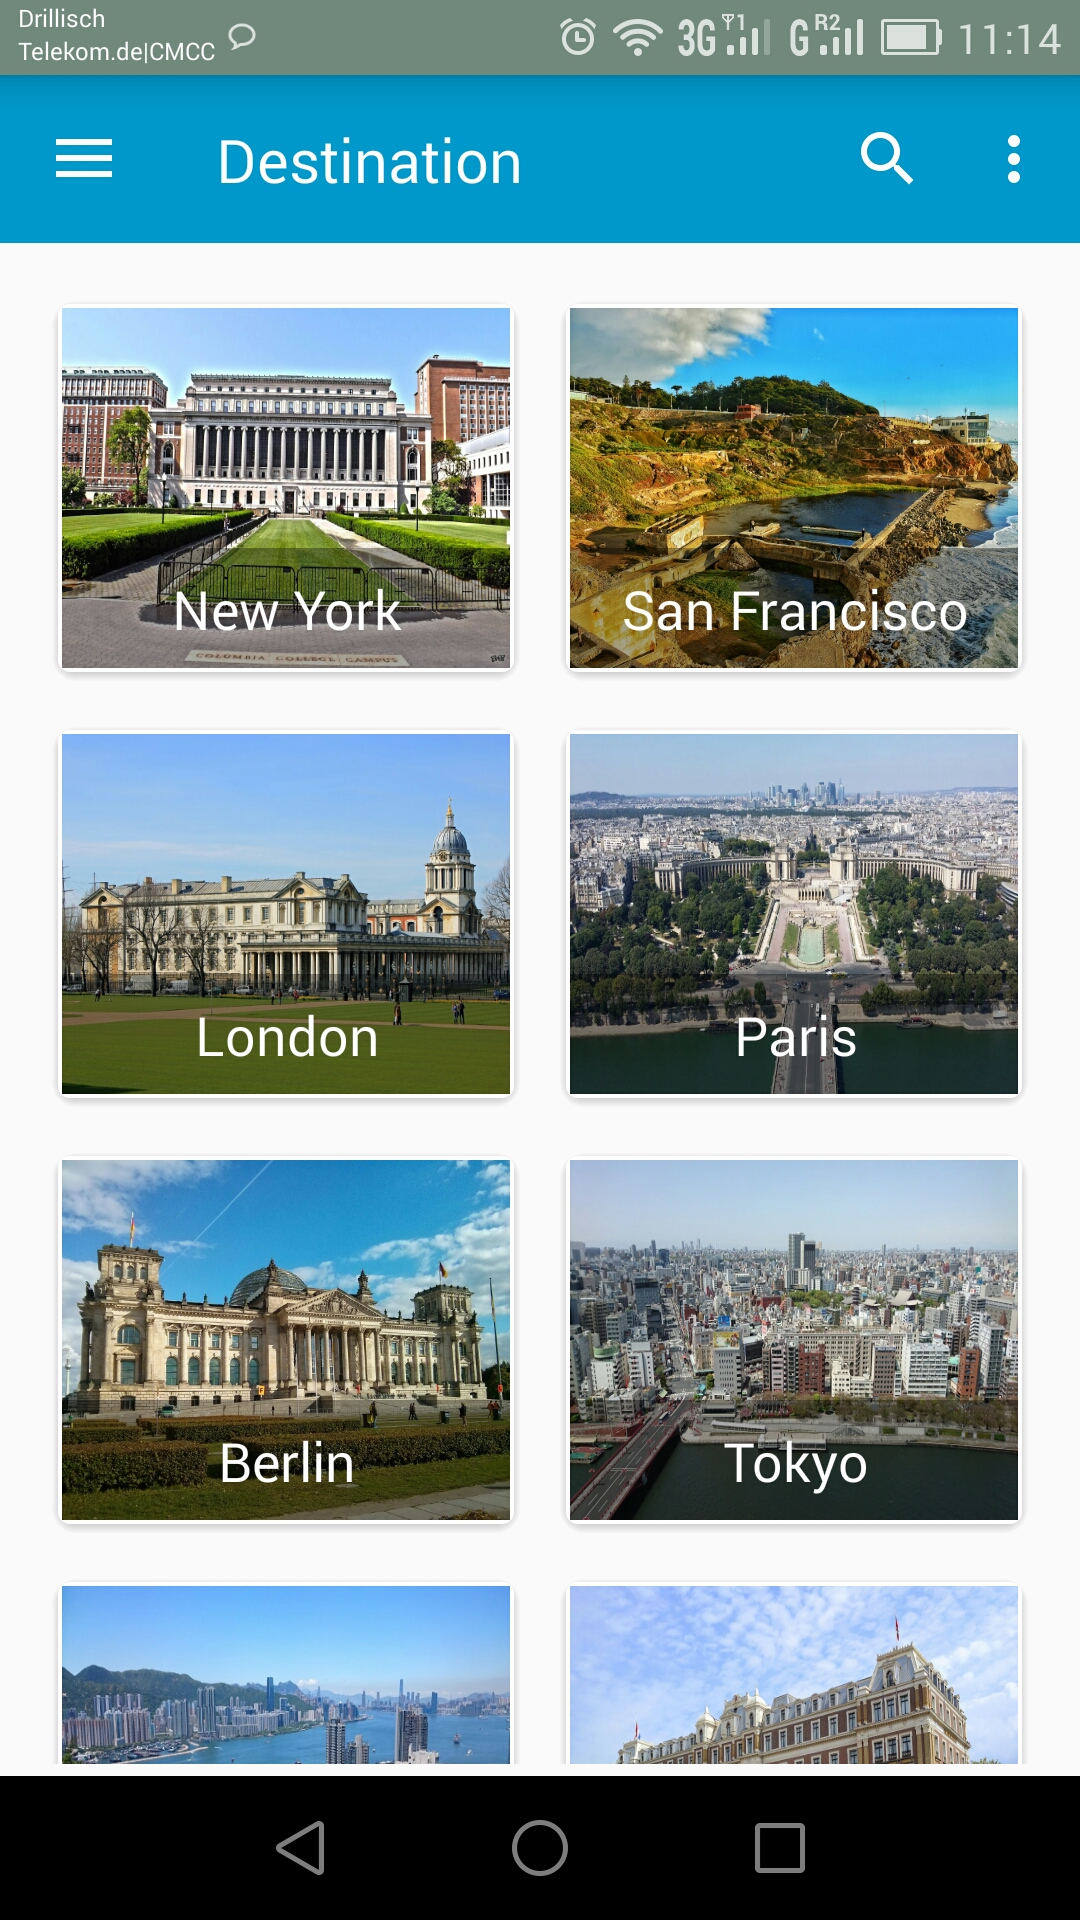 Drillisch
Telekom.de|CMCC
3G 1 G R2 11:14
Destination
New York
COLUMBIA COLLEGE CAMPUS
San Francisco
London
Paris
Berlin
Tokyo